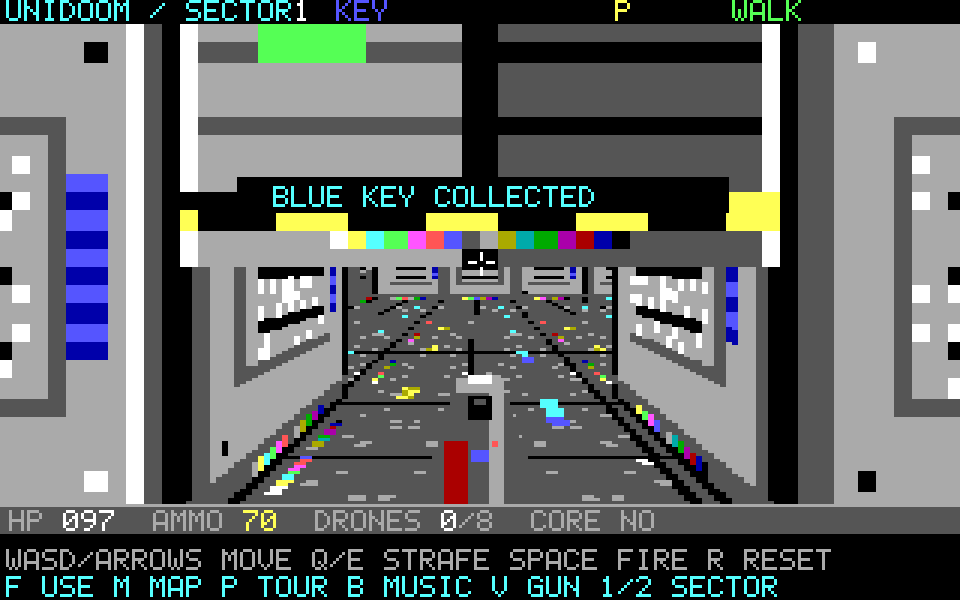 UNIDOOM / SECTOR1 KEY P WALK
BLUE KEY COLLECTED
HP 097 AMMO 70 DRONES 0/8 CORE NO
WASD/ARROWS MOVE Q/E STRAFE SPACE FIRE R RESET
F USE M MAP P TOUR B MUSIC V GUN 1/2 SECTOR